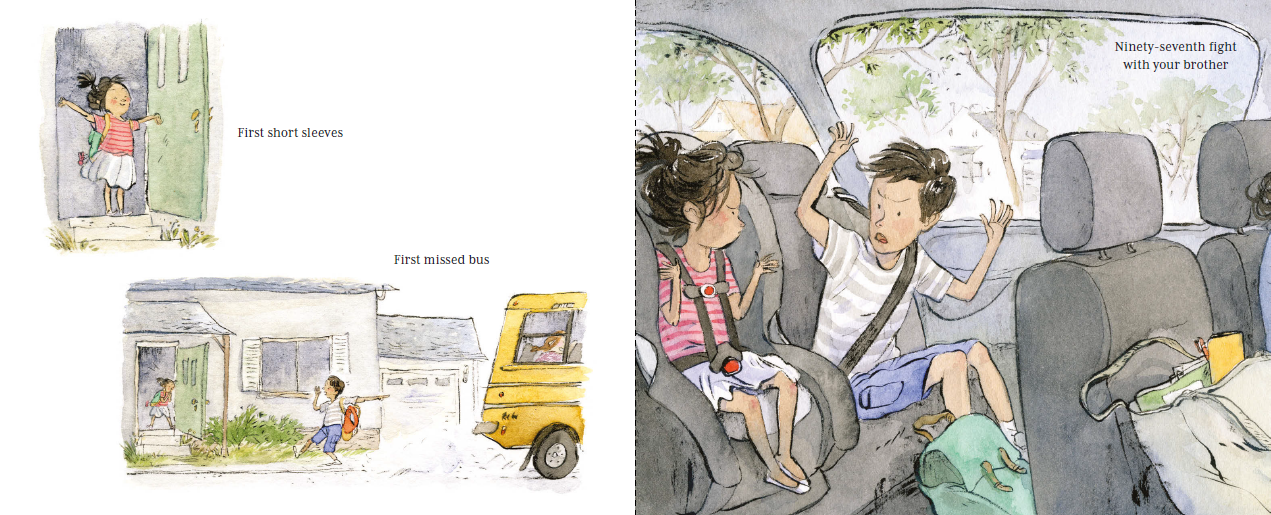 First short sleeves
First missed bus
Ninety-seventh fight
with your brother